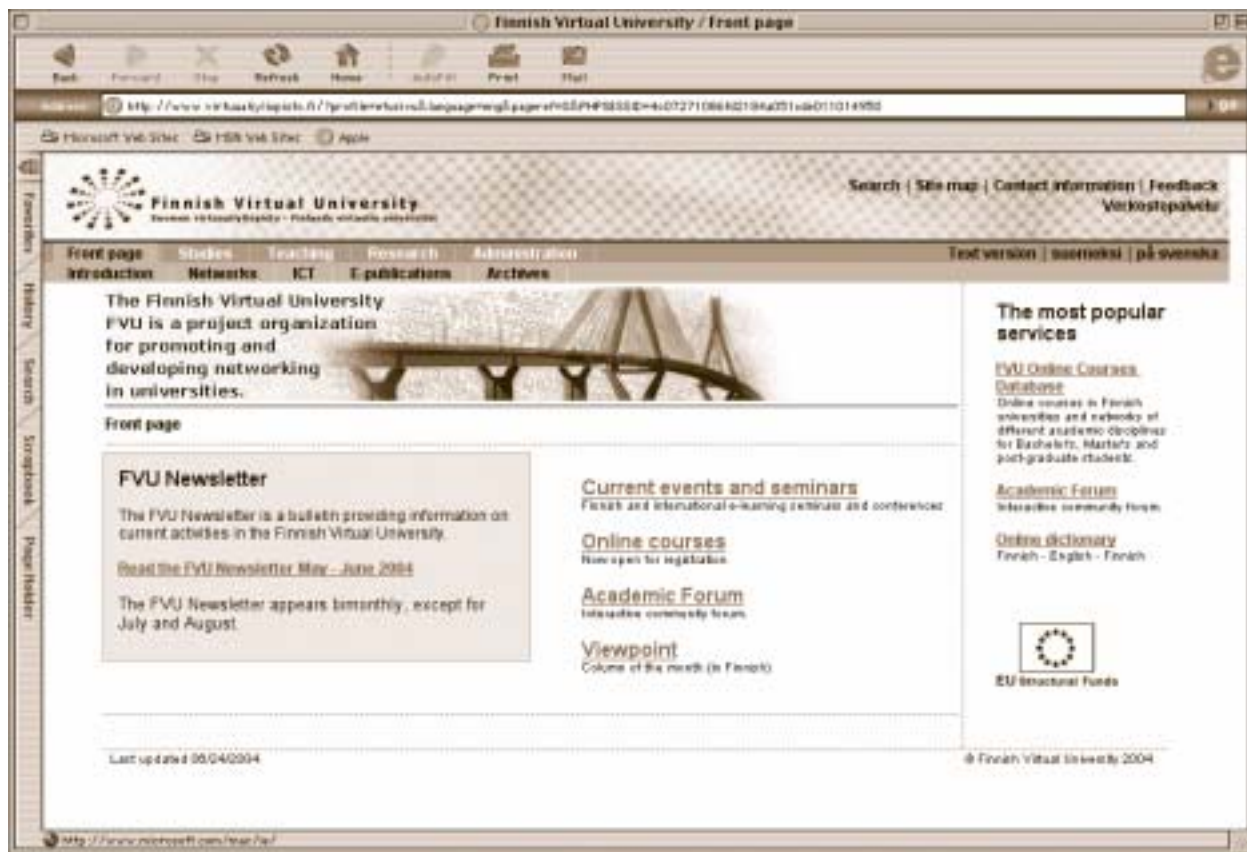 Finnish Virtual University / Front page
Back Forward Stop Refresh Home AutoFill Print Mail
Microsoft Web Sites MSN Web Sites Apple
Favorites
History
Search
Scrapbook
Page Holder
Finnish Virtual University
Search | Site map | Contact information | Feedback
Verkostopalvelu
Front page Studies Teaching Research Administration
Text version | suomeksi | på svenska
Introduction Networks ICT E-publications Archives
The Finnish Virtual University
FVU is a project organization
for promoting and
developing networking
in universities.
Front page
FVU Newsletter
The FVU Newsletter is a bulletin providing information on
current activities in the Finnish Virtual University.
Read the FVU Newsletter May - June 2004
The FVU Newsletter appears bimonthly, except for
July and August
Current events and seminars
Finnish and international e-learning seminars and conferences
Online courses
Now open for registration
Academic Forum
Interactive community forum
Viewpoint
Column of the month (in Finnish)
The most popular
services
FVU Online Courses
Database
Online courses in Finnish
universities and networks of
different academic disciplines
for Bachelor's, Master's and
post-graduate students.
Academic Forum
Interactive community forum
Online dictionary
Finnish - English - Finnish
EU Structural Funds
Last updated 06/04/2004
© Finnish Virtual University 2004
http://www.microsoft.com/mac/ie/